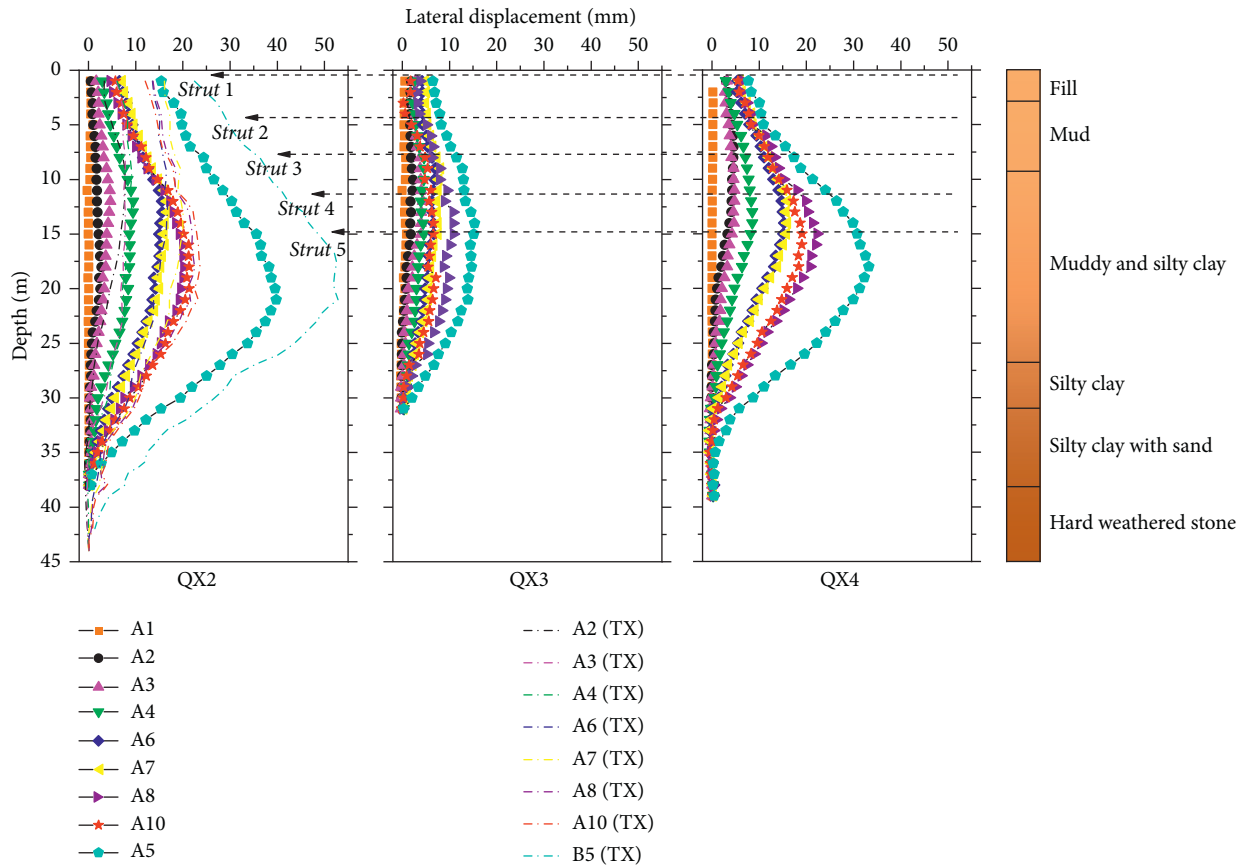 Lateral displacement (mm)
0 10 20 30 40 50 0 10 20 30 40 50 0 10 20 30 40 50
Depth (m)
0
5
10
15
20
25
30
35
40
45
Strut 1
Strut 2
Strut 3
Strut 4
Strut 5
QX2 QX3 QX4
Fill
Mud
Muddy and silty clay
Silty clay
Silty clay with sand
Hard weathered stone
A1
A2
A3
A4
A6
A7
A8
A10
A5
A2 (TX)
A3 (TX)
A4 (TX)
A6 (TX)
A7 (TX)
A8 (TX)
A10 (TX)
B5 (TX)